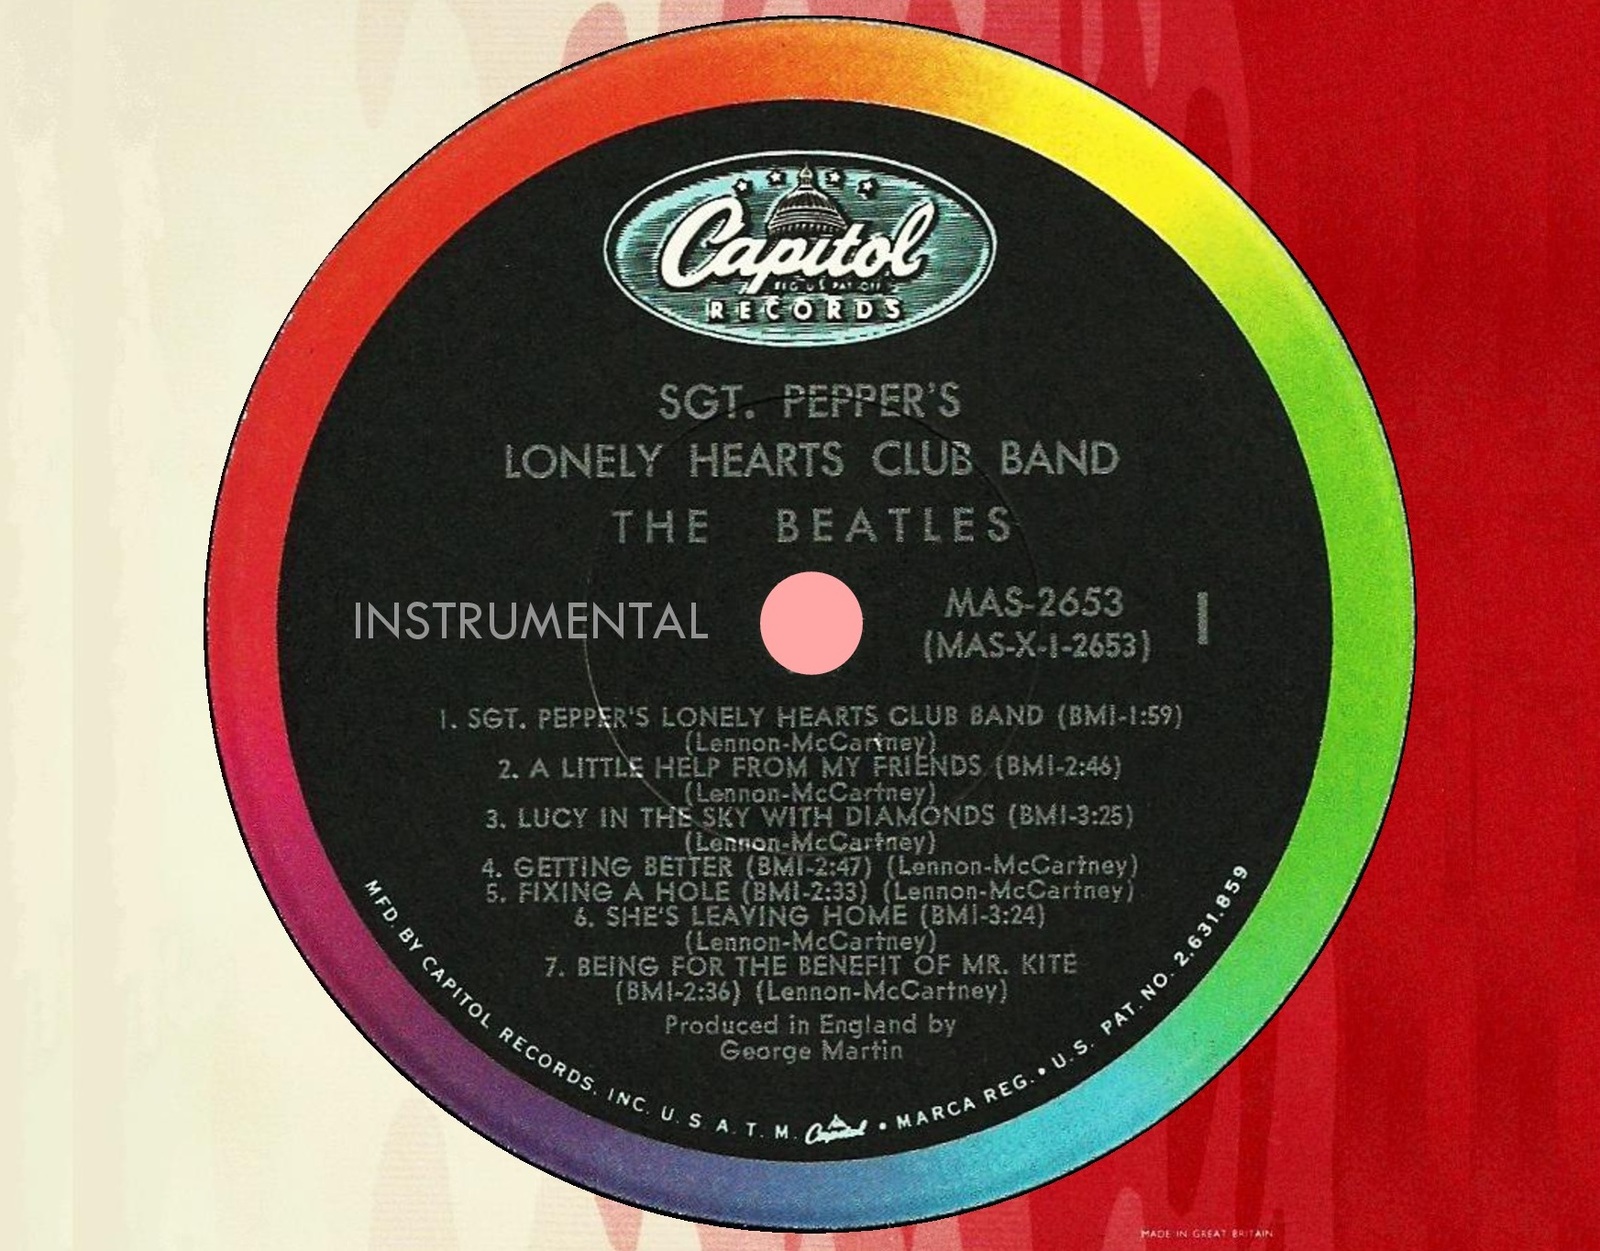 Capitol
REG. U.S. PAT. OFF.
RECORDS
SGT. PEPPER'S
LONELY HEARTS CLUB BAND
THE BEATLES
INSTRUMENTAL
MAS-2653
(MAS-X-1-2653)
1
1. SGT. PEPPER'S LONELY HEARTS CLUB BAND (BMI-1:59)
(Lennon-McCartney)
2. A LITTLE HELP FROM MY FRIENDS (BMI-2:46)
(Lennon-McCartney)
3. LUCY IN THE SKY WITH DIAMONDS (BMI-3:25)
(Lennon-McCartney)
4. GETTING BETTER (BMI-2:47) (Lennon-McCartney)
5. FIXING A HOLE (BMI-2:33) (Lennon-McCartney)
6. SHE'S LEAVING HOME (BMI-3:24)
(Lennon-McCartney)
7. BEING FOR THE BENEFIT OF MR. KITE
(BMI-2:36) (Lennon-McCartney)
Produced in England by
George Martin
MFD. BY CAPITOL RECORDS, INC. U. S. A. T. M. Capitol • MARCA REG. • U.S. PAT. NO. 2,631,859
MADE IN GREAT BRITAIN